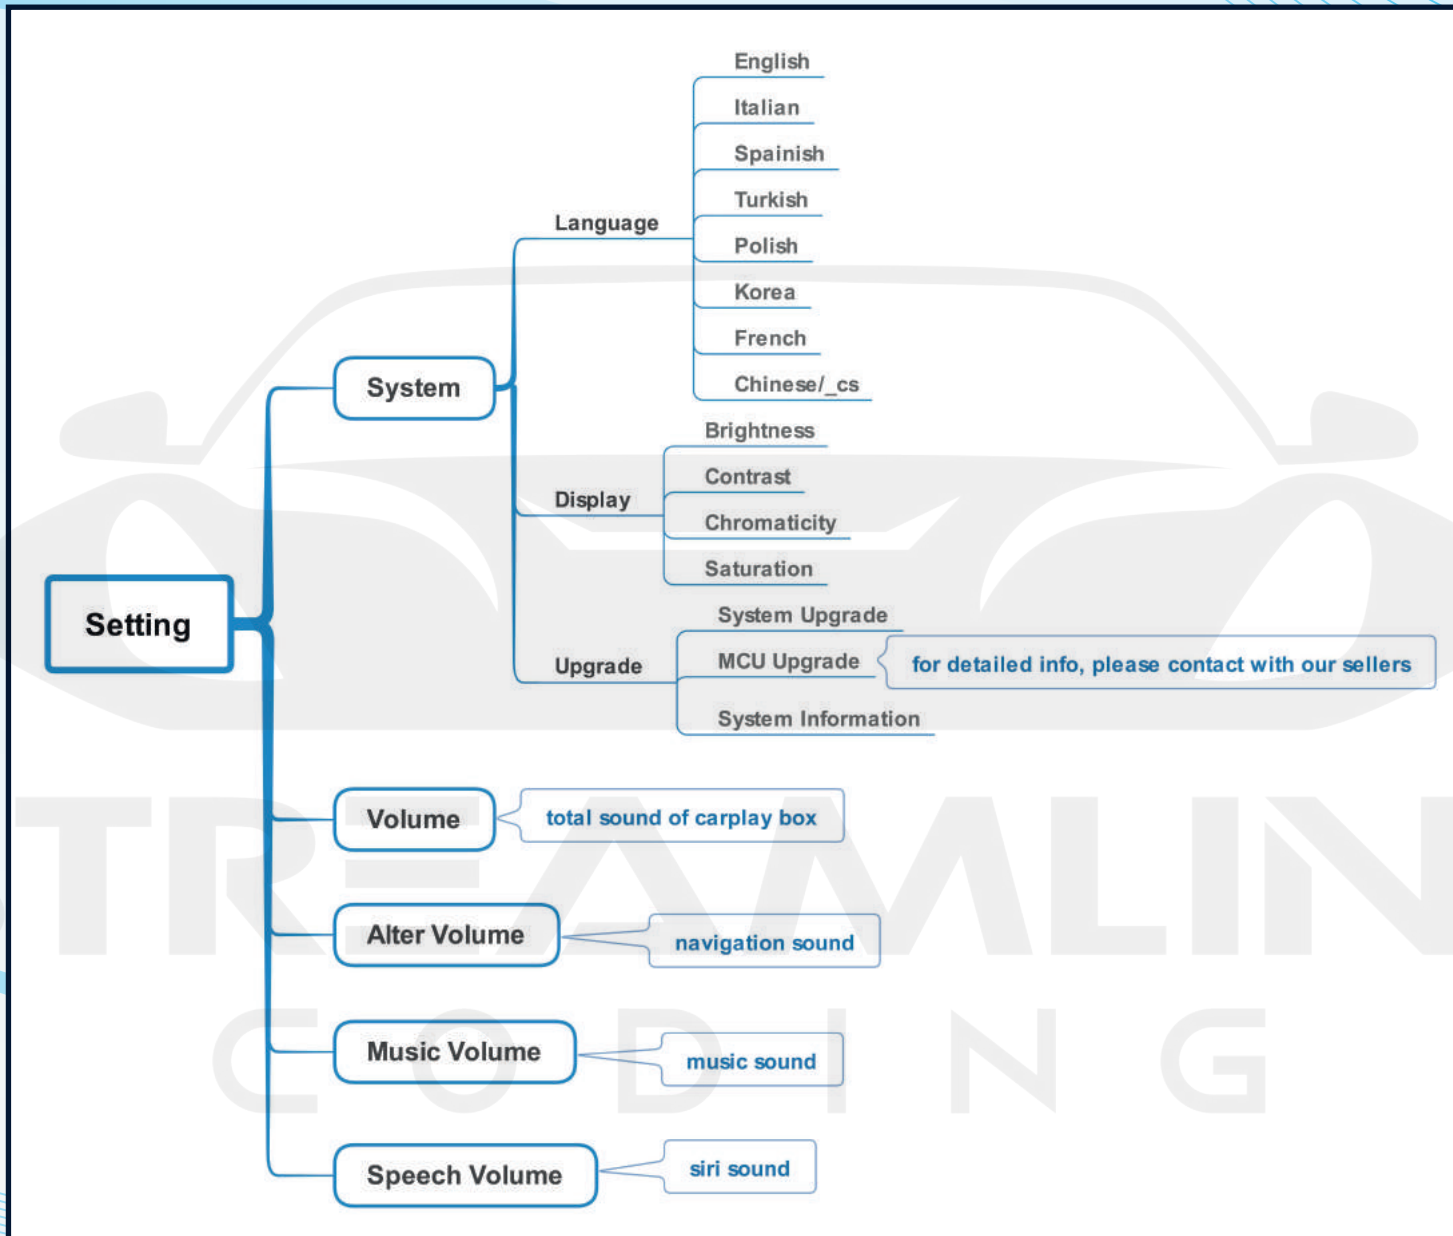 English
Italian
Spainish
Turkish
Language
Polish
Korea
French
Chinese/_cs
System
Brightness
Contrast
Display
Chromaticity
Saturation
Setting
System Upgrade
Upgrade
MCU Upgrade
for detailed info, please contact with our sellers
System Information
Volume
total sound of carplay box
Alter Volume
navigation sound
Music Volume
music sound
Speech Volume
siri sound
STREAMLIN
CODING